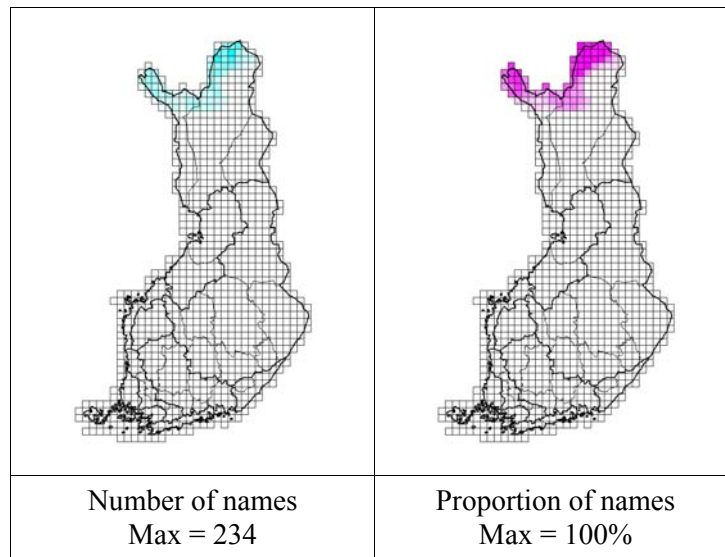 Number of names
Max = 234
Proportion of names
Max = 100%